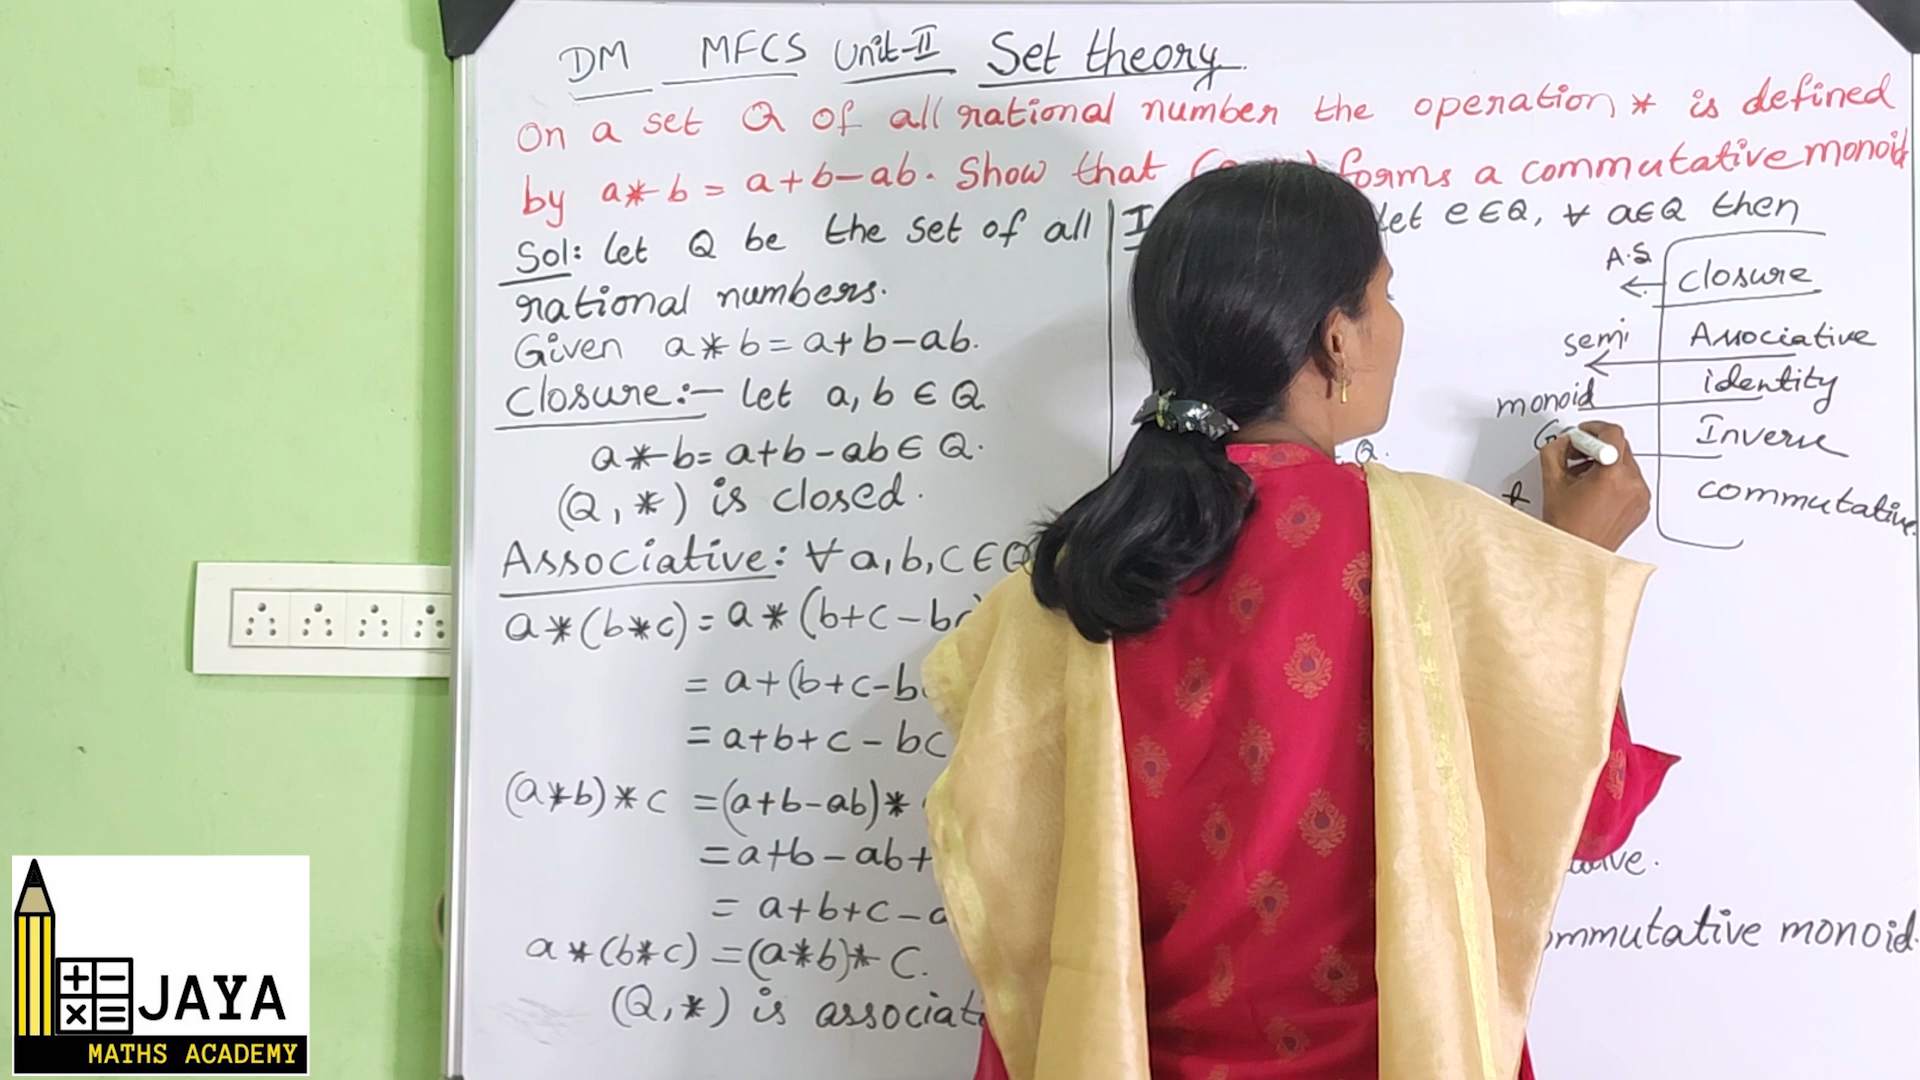 DM MFCS Unit-II Set theory
On a set Q of all rational number the operation * is defined
by a*b = a+b-ab. Show that ( forms a commutative monoid
Sol: let Q be the set of all
rational numbers.
Given a*b = a+b-ab.
Closure:- let a, b ∈ Q
a*b = a+b-ab ∈ Q.
(Q, *) is closed.
Associative: ∀ a, b, c ∈ Q
a*(b*c) = a*(b+c-bc
= a+(b+c-bc
= a+b+c-bc
(a*b)*c = (a+b-ab)*
= a+b-ab+
= a+b+c-a
a*(b*c) = (a*b)*c.
(Q, *) is associati
I let e∈Q, ∀ a∈Q then
A.S closure
semi Associative
monoid identity
G Inverse
commutative
Q.
commutative monoid.
JAYA
MATHS ACADEMY